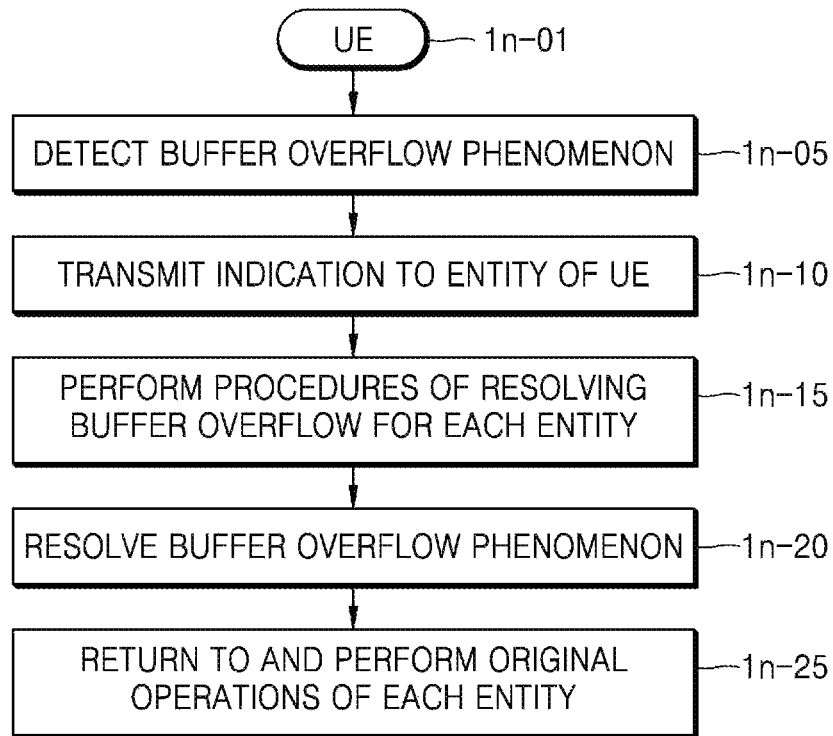 UE 1n-01
DETECT BUFFER OVERFLOW PHENOMENON 1n-05
TRANSMIT INDICATION TO ENTITY OF UE 1n-10
PERFORM PROCEDURES OF RESOLVING 1n-15
BUFFER OVERFLOW FOR EACH ENTITY
RESOLVE BUFFER OVERFLOW PHENOMENON 1n-20
RETURN TO AND PERFORM ORIGINAL 1n-25
OPERATIONS OF EACH ENTITY